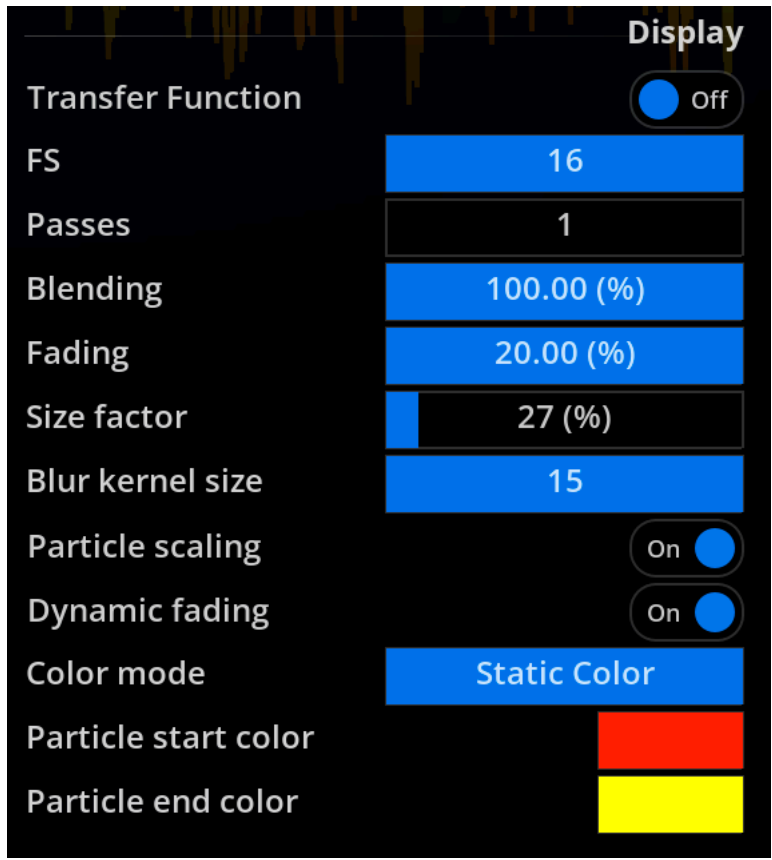 Display
Transfer Function Off
FS 16
Passes 1
Blending 100.00 (%)
Fading 20.00 (%)
Size factor 27 (%)
Blur kernel size 15
Particle scaling On
Dynamic fading On
Color mode Static Color
Particle start color
Particle end color